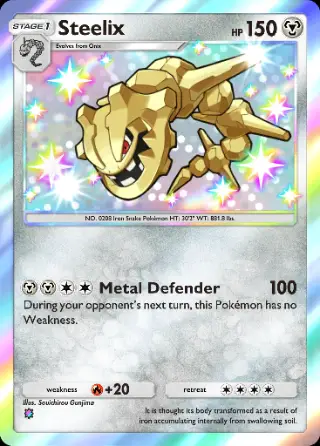 STAGE 1
Steelix
HP 150
Evolves from Onix
NO. 0208 Iron Snake Pokémon HT: 30'2" WT: 881.8 lbs.
Metal Defender 100
During your opponent's next turn, this Pokémon has no
Weakness.
weakness +20 retreat
Illus. Souichirou Gunjima
It is thought its body transformed as a result of
iron accumulating internally from swallowing soil.